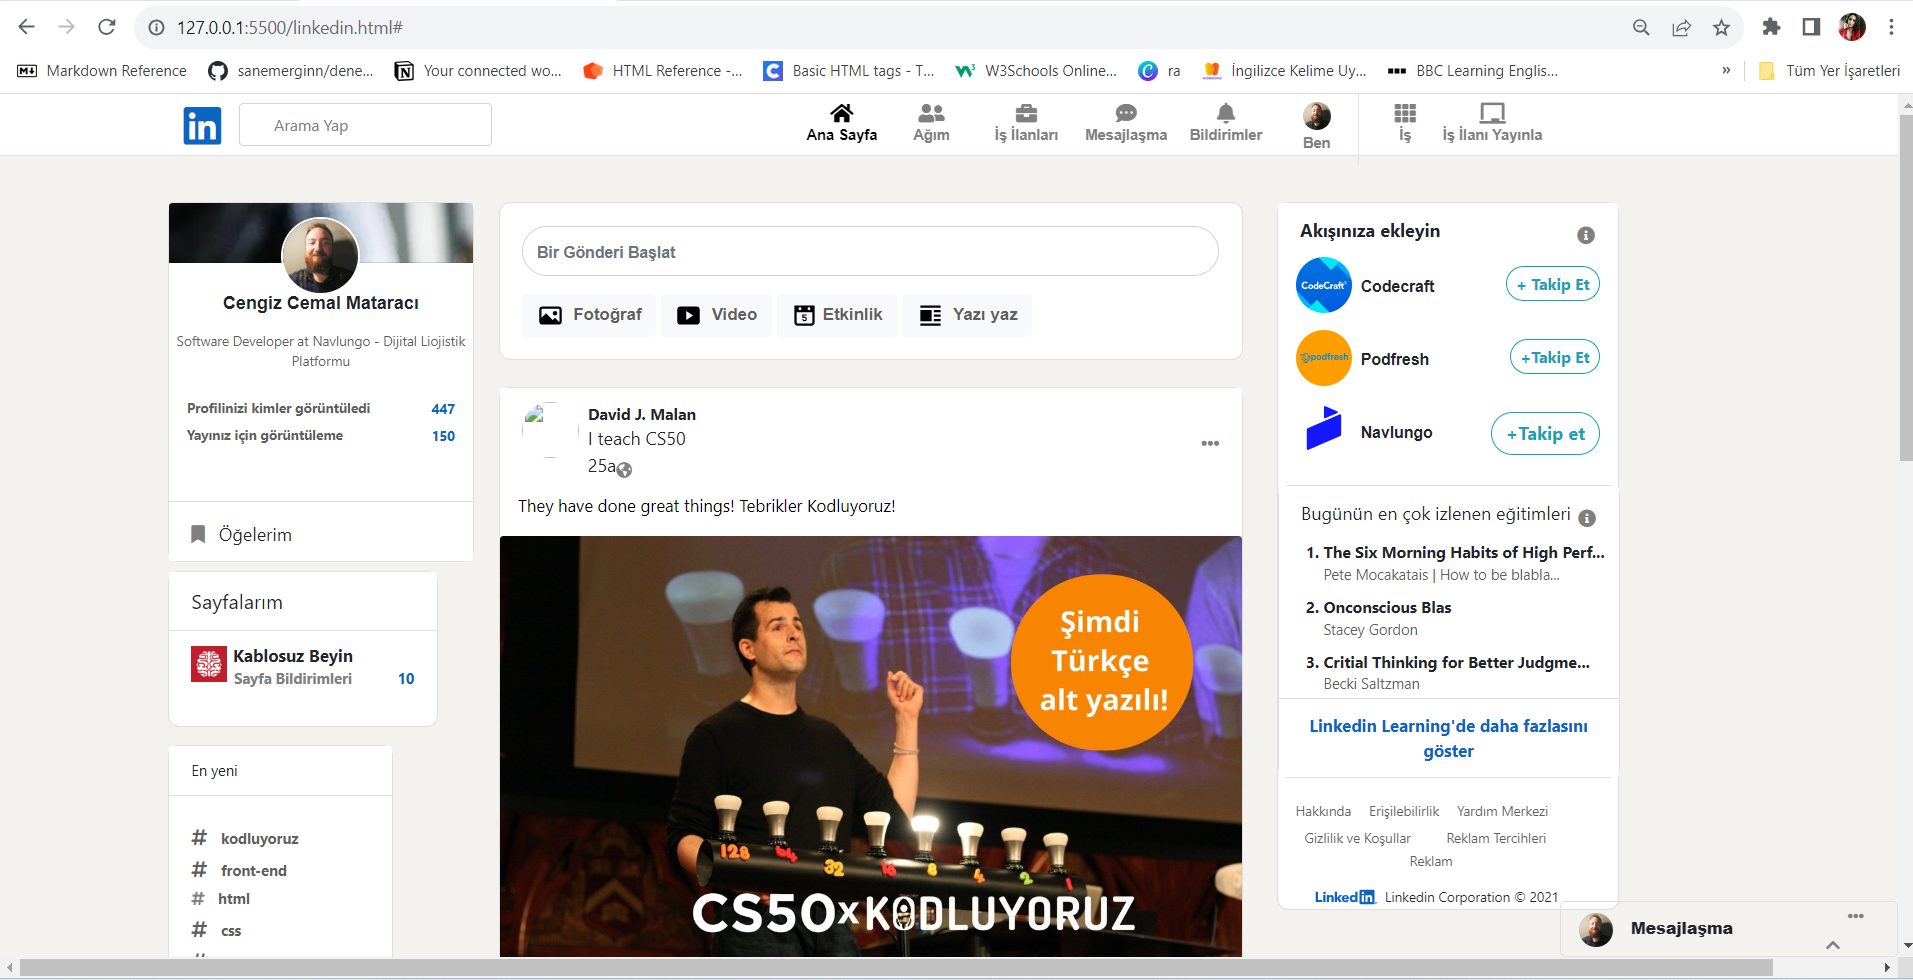 127.0.0.1:5500/linkedin.html#
Markdown Reference
sanemerginn/dene...
Your connected wo...
HTML Reference -...
Basic HTML tags - T...
W3Schools Online...
ra
İngilizce Kelime Uy...
BBC Learning Englis...
»
Tüm Yer İşaretleri
in
Arama Yap
Ana Sayfa
Ağım
İş İlanları
Mesajlaşma
Bildirimler
Ben
İş
İş İlanı Yayınla
Cengiz Cemal Mataracı
Software Developer at Navlungo - Dijital Liojistik
Platformu
Profilinizi kimler görüntüledi 447
Yayınız için görüntüleme 150
Öğelerim
Sayfalarım
Kablosuz Beyin
Sayfa Bildirimleri 10
En yeni
# kodluyoruz
# front-end
# html
# css
Bir Gönderi Başlat
Fotoğraf
Video
5 Etkinlik
Yazı yaz
David J. Malan
I teach CS50
25a
They have done great things! Tebrikler Kodluyoruz!
Şimdi
Türkçe
alt yazılı!
128 64 32 16 8 4 2 1
CS50xKODLUYORUZ
Akışınıza ekleyin
CodeCraft
Codecraft
+ Takip Et
podfresh
Podfresh
+Takip Et
Navlungo
+Takip et
Bugünün en çok izlenen eğitimleri
1. The Six Morning Habits of High Perf...
Pete Mocakatais | How to be blabla...
2. Onconscious Blas
Stacey Gordon
3. Critial Thinking for Better Judgme...
Becki Saltzman
Linkedin Learning'de daha fazlasını
göster
Hakkında Erişilebilirlik Yardım Merkezi
Gizlilik ve Koşullar Reklam Tercihleri
Reklam
Linkedin Linkedin Corporation © 2021
Mesajlaşma